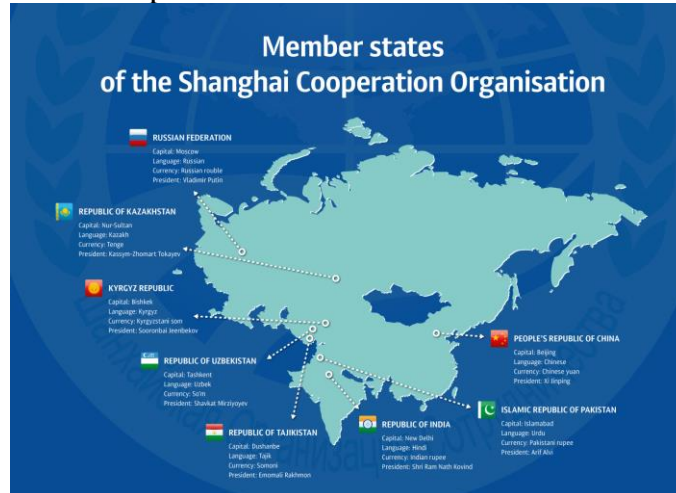 Member states
of the Shanghai Cooperation Organisation
RUSSIAN FEDERATION
Capital: Moscow
Language: Russian
Currency: Russian rouble
President: Vladimir Putin
REPUBLIC OF KAZAKHSTAN
Capital: Nur-Sultan
Language: Kazakh
Currency: Tenge
President: Kassym-Zhomart Tokayev
KYRGYZ REPUBLIC
Capital: Bishkek
Language: Kyrgyz
Currency: Kyrgyzstani som
President: Sooronbai Jeenbekov
REPUBLIC OF UZBEKISTAN
Capital: Tashkent
Language: Uzbek
Currency: So'm
President: Shavkat Mirziyoyev
REPUBLIC OF TAJIKISTAN
Capital: Dushanbe
Language: Tajik
Currency: Somoni
President: Emomali Rakhmon
REPUBLIC OF INDIA
Capital: New Delhi
Language: Hindi
Currency: Indian rupee
President: Shri Ram Nath Kovind
PEOPLE'S REPUBLIC OF CHINA
Capital: Beijing
Language: Chinese
Currency: Chinese yuan
President: Xi Jinping
ISLAMIC REPUBLIC OF PAKISTAN
Capital: Islamabad
Language: Urdu
Currency: Pakistani rupee
President: Arif Alvi